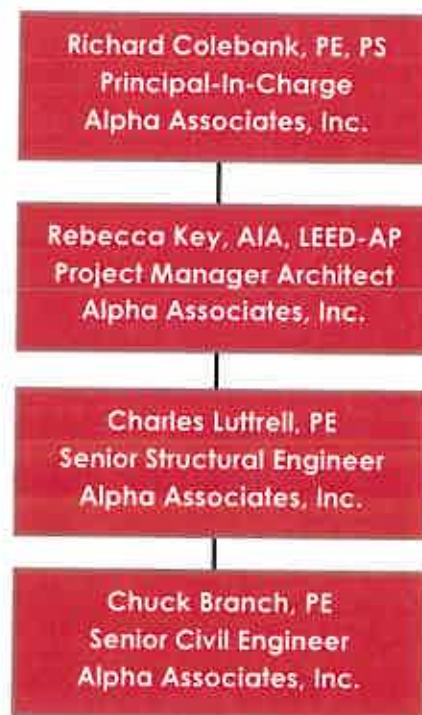 Richard Colebank, PE, PS
Principal-In-Charge
Alpha Associates, Inc.
Rebecca Key, AIA, LEED-AP
Project Manager Architect
Alpha Associates, Inc.
Charles Luttrell, PE
Senior Structural Engineer
Alpha Associates, Inc.
Chuck Branch, PE
Senior Civil Engineer
Alpha Associates, Inc.